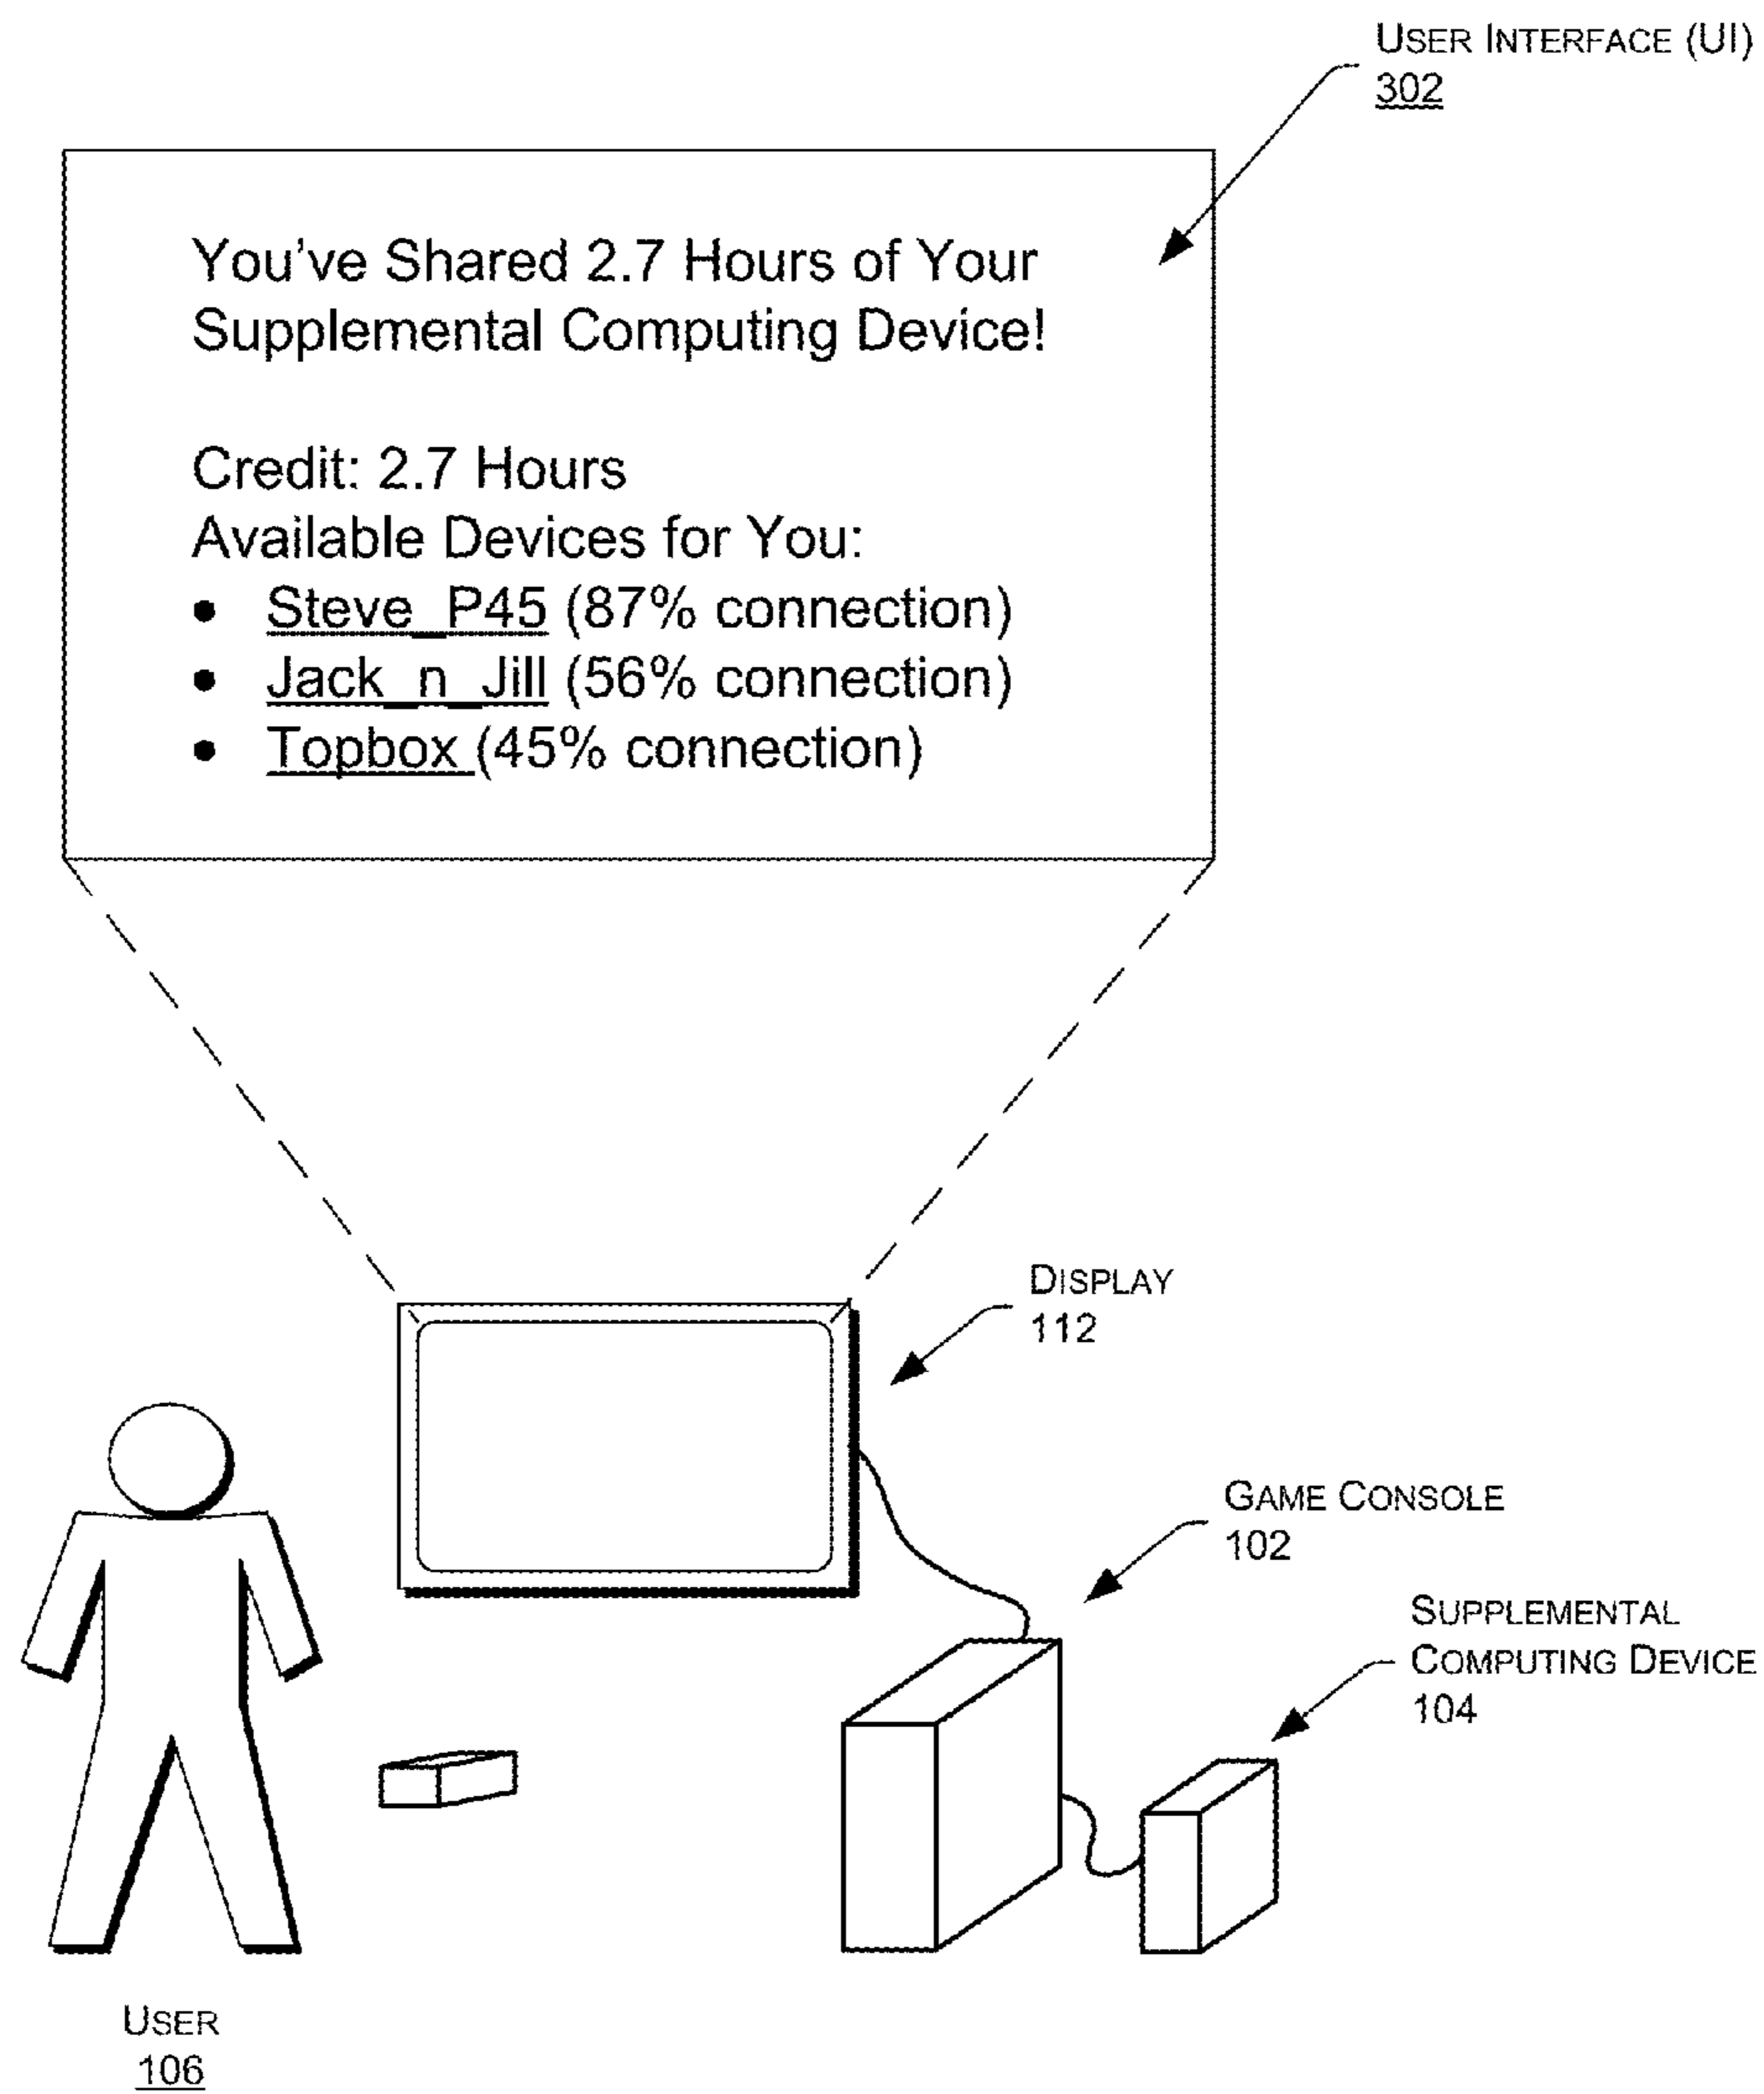 USER INTERFACE (UI)
302
You've Shared 2.7 Hours of Your
Supplemental Computing Device!
Credit: 2.7 Hours
Available Devices for You:
• Steve_P45 (87% connection)
• Jack_n_Jill (56% connection)
• Topbox (45% connection)
DISPLAY
112
GAME CONSOLE
102
SUPPLEMENTAL
COMPUTING DEVICE
104
USER
106